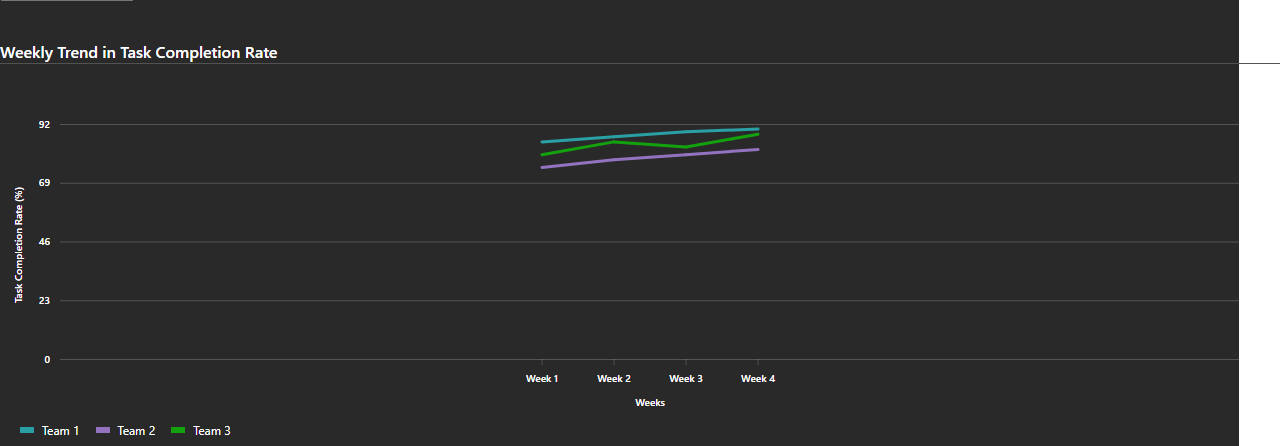 Weekly Trend in Task Completion Rate
92
69
46
23
0
Task Completion Rate (%)
Week 1 Week 2 Week 3 Week 4
Weeks
Team 1 Team 2 Team 3